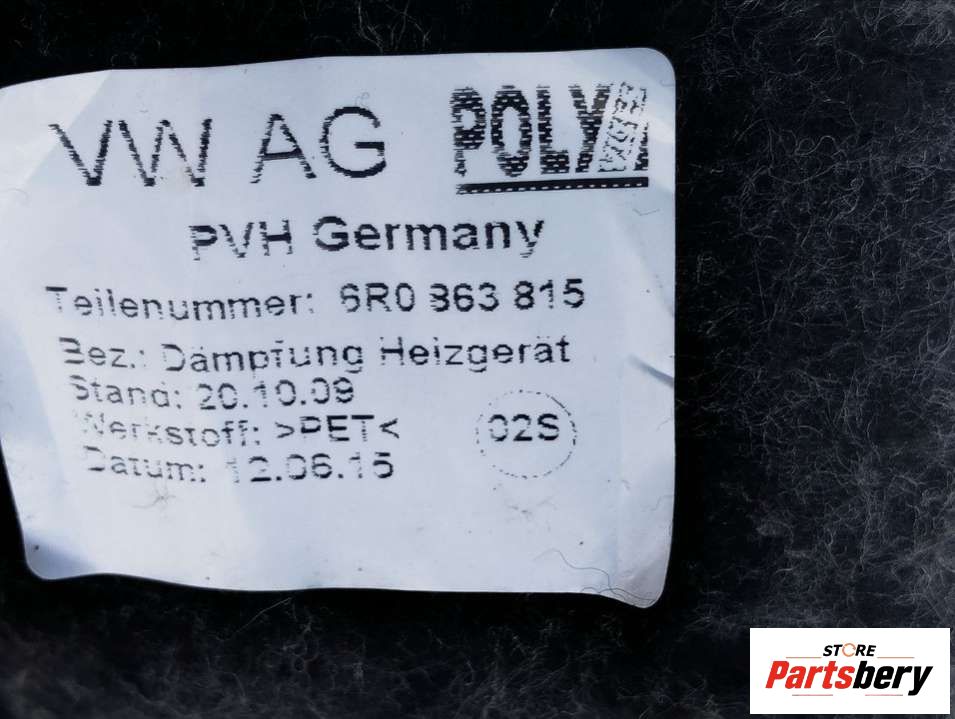 VW AG
POLY
PVH Germany
Teilenummer: 6R0 863 815
Bez.: Dämpfung Heizgerät
Stand: 20.10.09
Werkstoff: >PET<
02S
Datum: 12.06.15
STORE
Partsbery